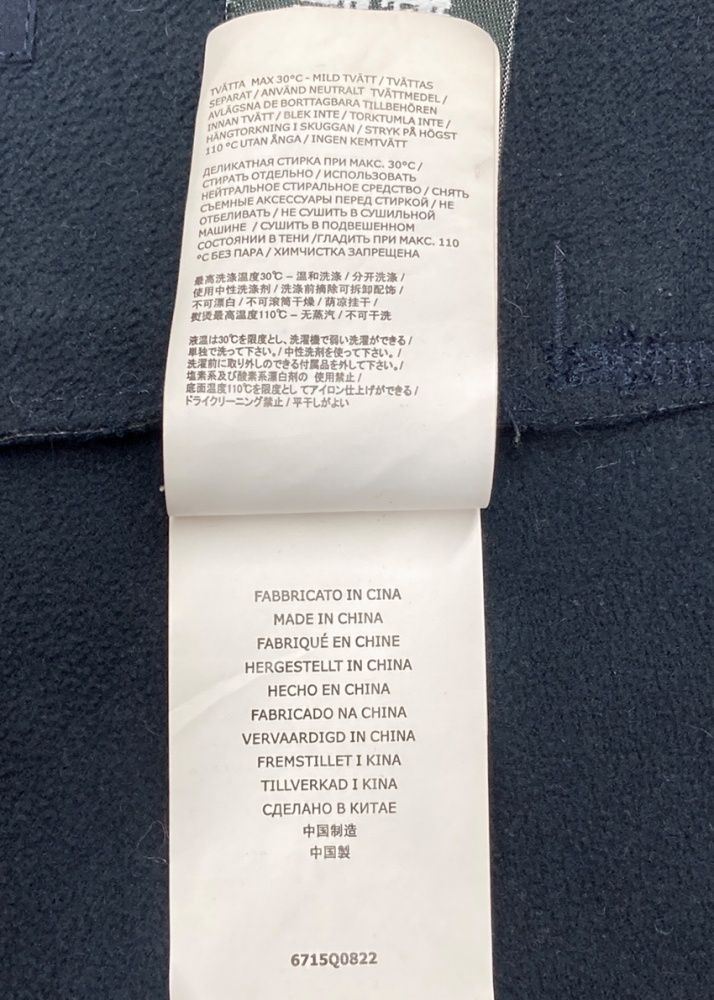 TVÄTTA MAX 30°C - MILD TVÄTT / TVÄTTAS
SEPARAT / ANVÄND NEUTRALT TVÄTTMEDEL /
AVLÄGSNA DE BORTTAGBARA TILLBEHÖREN
INNAN TVÄTT / BLEK INTE / TORKTUMLA INTE /
HÄNGTORKNING I SKUGGAN / STRYK PÅ HÖGST
110 °C UTAN ÅNGA / INGEN KEMTVÄTT
ДЕЛИКАТНАЯ СТИРКА ПРИ МАКС. 30°C /
СТИРАТЬ ОТДЕЛЬНО / ИСПОЛЬЗОВАТЬ
НЕЙТРАЛЬНОЕ СТИРАЛЬНОЕ СРЕДСТВО / СНЯТЬ
СЪЕМНЫЕ АКСЕССУАРЫ ПЕРЕД СТИРКОЙ / НЕ
ОТБЕЛИВАТЬ / НЕ СУШИТЬ В СУШИЛЬНОЙ
МАШИНЕ / СУШИТЬ В ПОДВЕШЕННОМ
СОСТОЯНИИ В ТЕНИ /ГЛАДИТЬ ПРИ МАКС. 110
°C БЕЗ ПАРА / ХИМЧИСТКА ЗАПРЕЩЕНА
最高洗涤温度30℃ – 温和洗涤 / 分开洗涤 /
使用中性洗涤剂 / 洗涤前摘除可拆卸配饰 /
不可漂白 / 不可滚筒干燥 / 荫凉挂干 /
熨烫最高温度110℃ – 无蒸汽 / 不可干洗
液温は30℃を限度とし、洗濯機で弱い洗濯ができる /
単独で洗って下さい。/ 中性洗剤を使って下さい。/
洗濯前に取り外しのできる付属品を外して下さい。/
塩素系及び酸素系漂白剤の 使用禁止 /
底面温度110℃を限度とし てアイロン仕上げができる /
ドライクリーニング禁止 / 平干しがよい
FABBRICATO IN CINA
MADE IN CHINA
FABRIQUÉ EN CHINE
HERGESTELLT IN CHINA
HECHO EN CHINA
FABRICADO NA CHINA
VERVAARDIGD IN CHINA
FREMSTILLET I KINA
TILLVERKAD I KINA
СДЕЛАНО В КИТАЕ
中国制造
中国製
6715Q0822